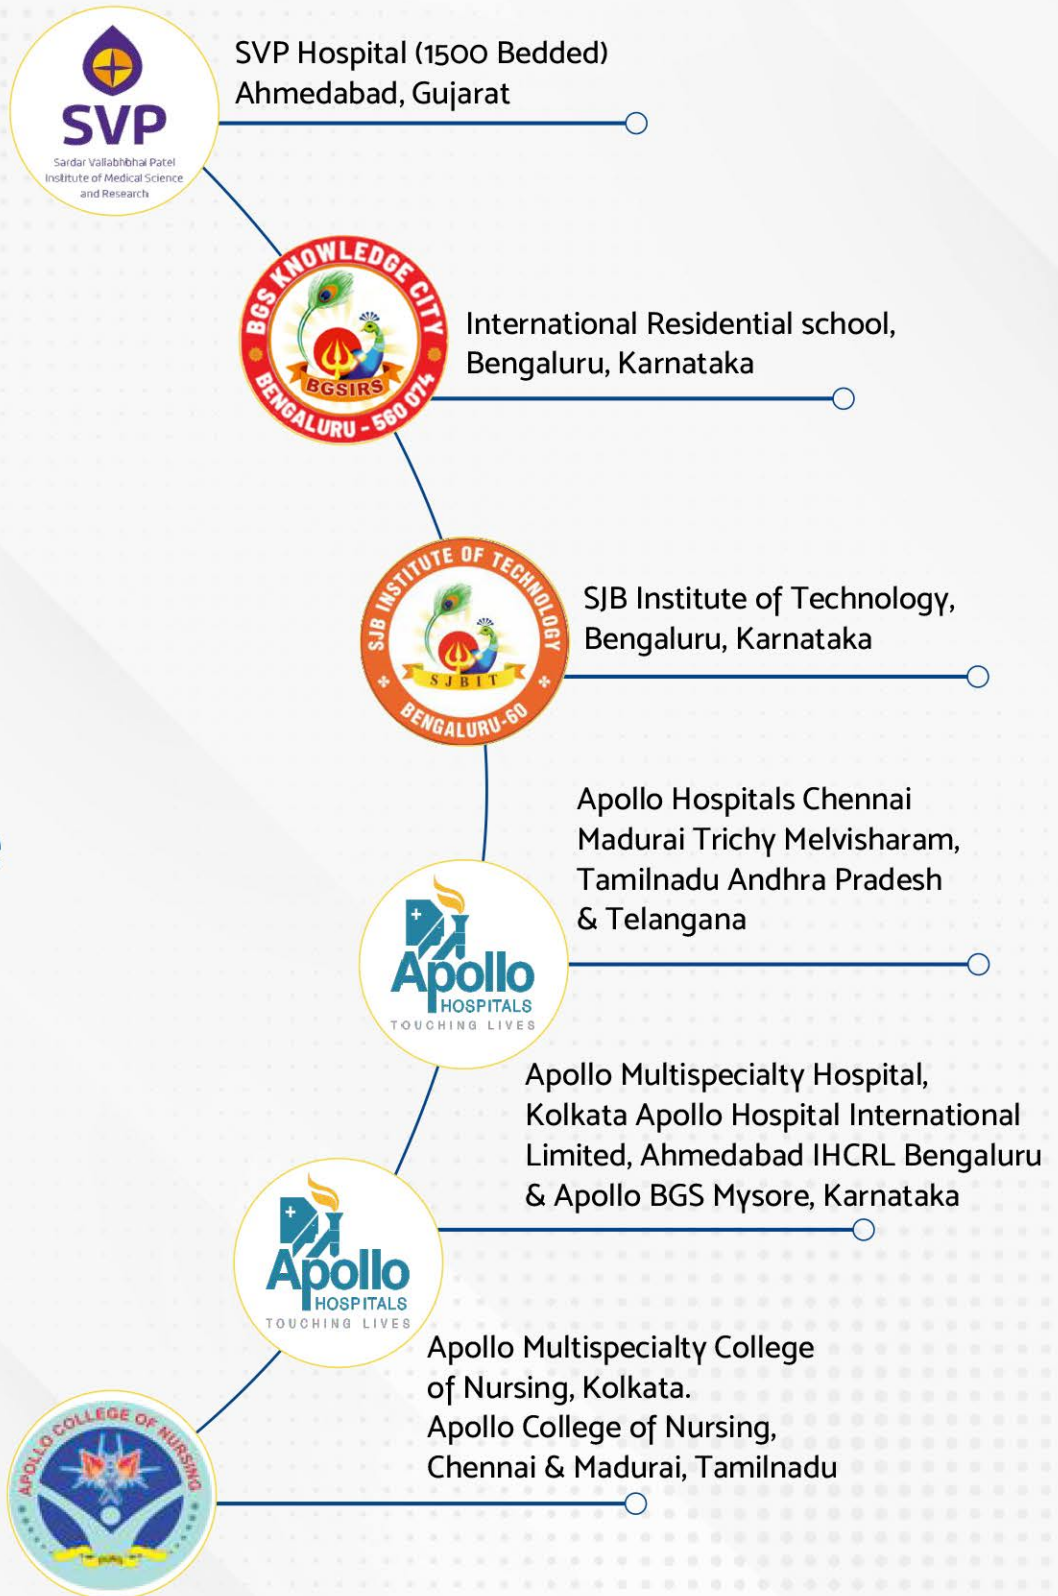 SVP Hospital (1500 Bedded)
Ahmedabad, Gujarat
SVP
Sardar Vallabhbhai Patel
Institute of Medical Science
and Research
BGS KNOWLEDGE CITY
BGSIRS
BENGALURU - 560 074
International Residential school,
Bengaluru, Karnataka
SJB INSTITUTE OF TECHNOLOGY
SJBIT
BENGALURU-60
SJB Institute of Technology,
Bengaluru, Karnataka
Apollo Hospitals Chennai
Madurai Trichy Melvisharam,
Tamilnadu Andhra Pradesh
& Telangana
Apollo
HOSPITALS
TOUCHING LIVES
Apollo Multispecialty Hospital,
Kolkata Apollo Hospital International
Limited, Ahmedabad IHCRL Bengaluru
& Apollo BGS Mysore, Karnataka
Apollo
HOSPITALS
TOUCHING LIVES
Apollo Multispecialty College
of Nursing, Kolkata.
Apollo College of Nursing,
Chennai & Madurai, Tamilnadu
APOLLO COLLEGE OF NURSING